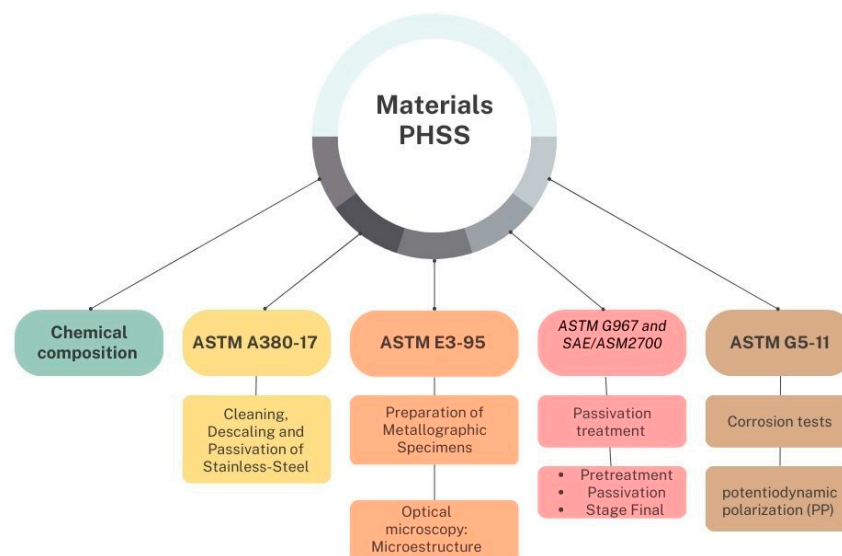 Materials
PHSS
Chemical
composition
ASTM A380-17
Cleaning,
Descaling and
Passivation of
Stainless-Steel
ASTM E3-95
Preparation of
Metallographic
Specimens
Optical
microscopy:
Microestructure
ASTM G967 and
SAE/ASM2700
Passivation
treatment
• Pretreatment
• Passivation
• Stage Final
ASTM G5-11
Corrosion tests
potentiodynamic
polarization (PP)